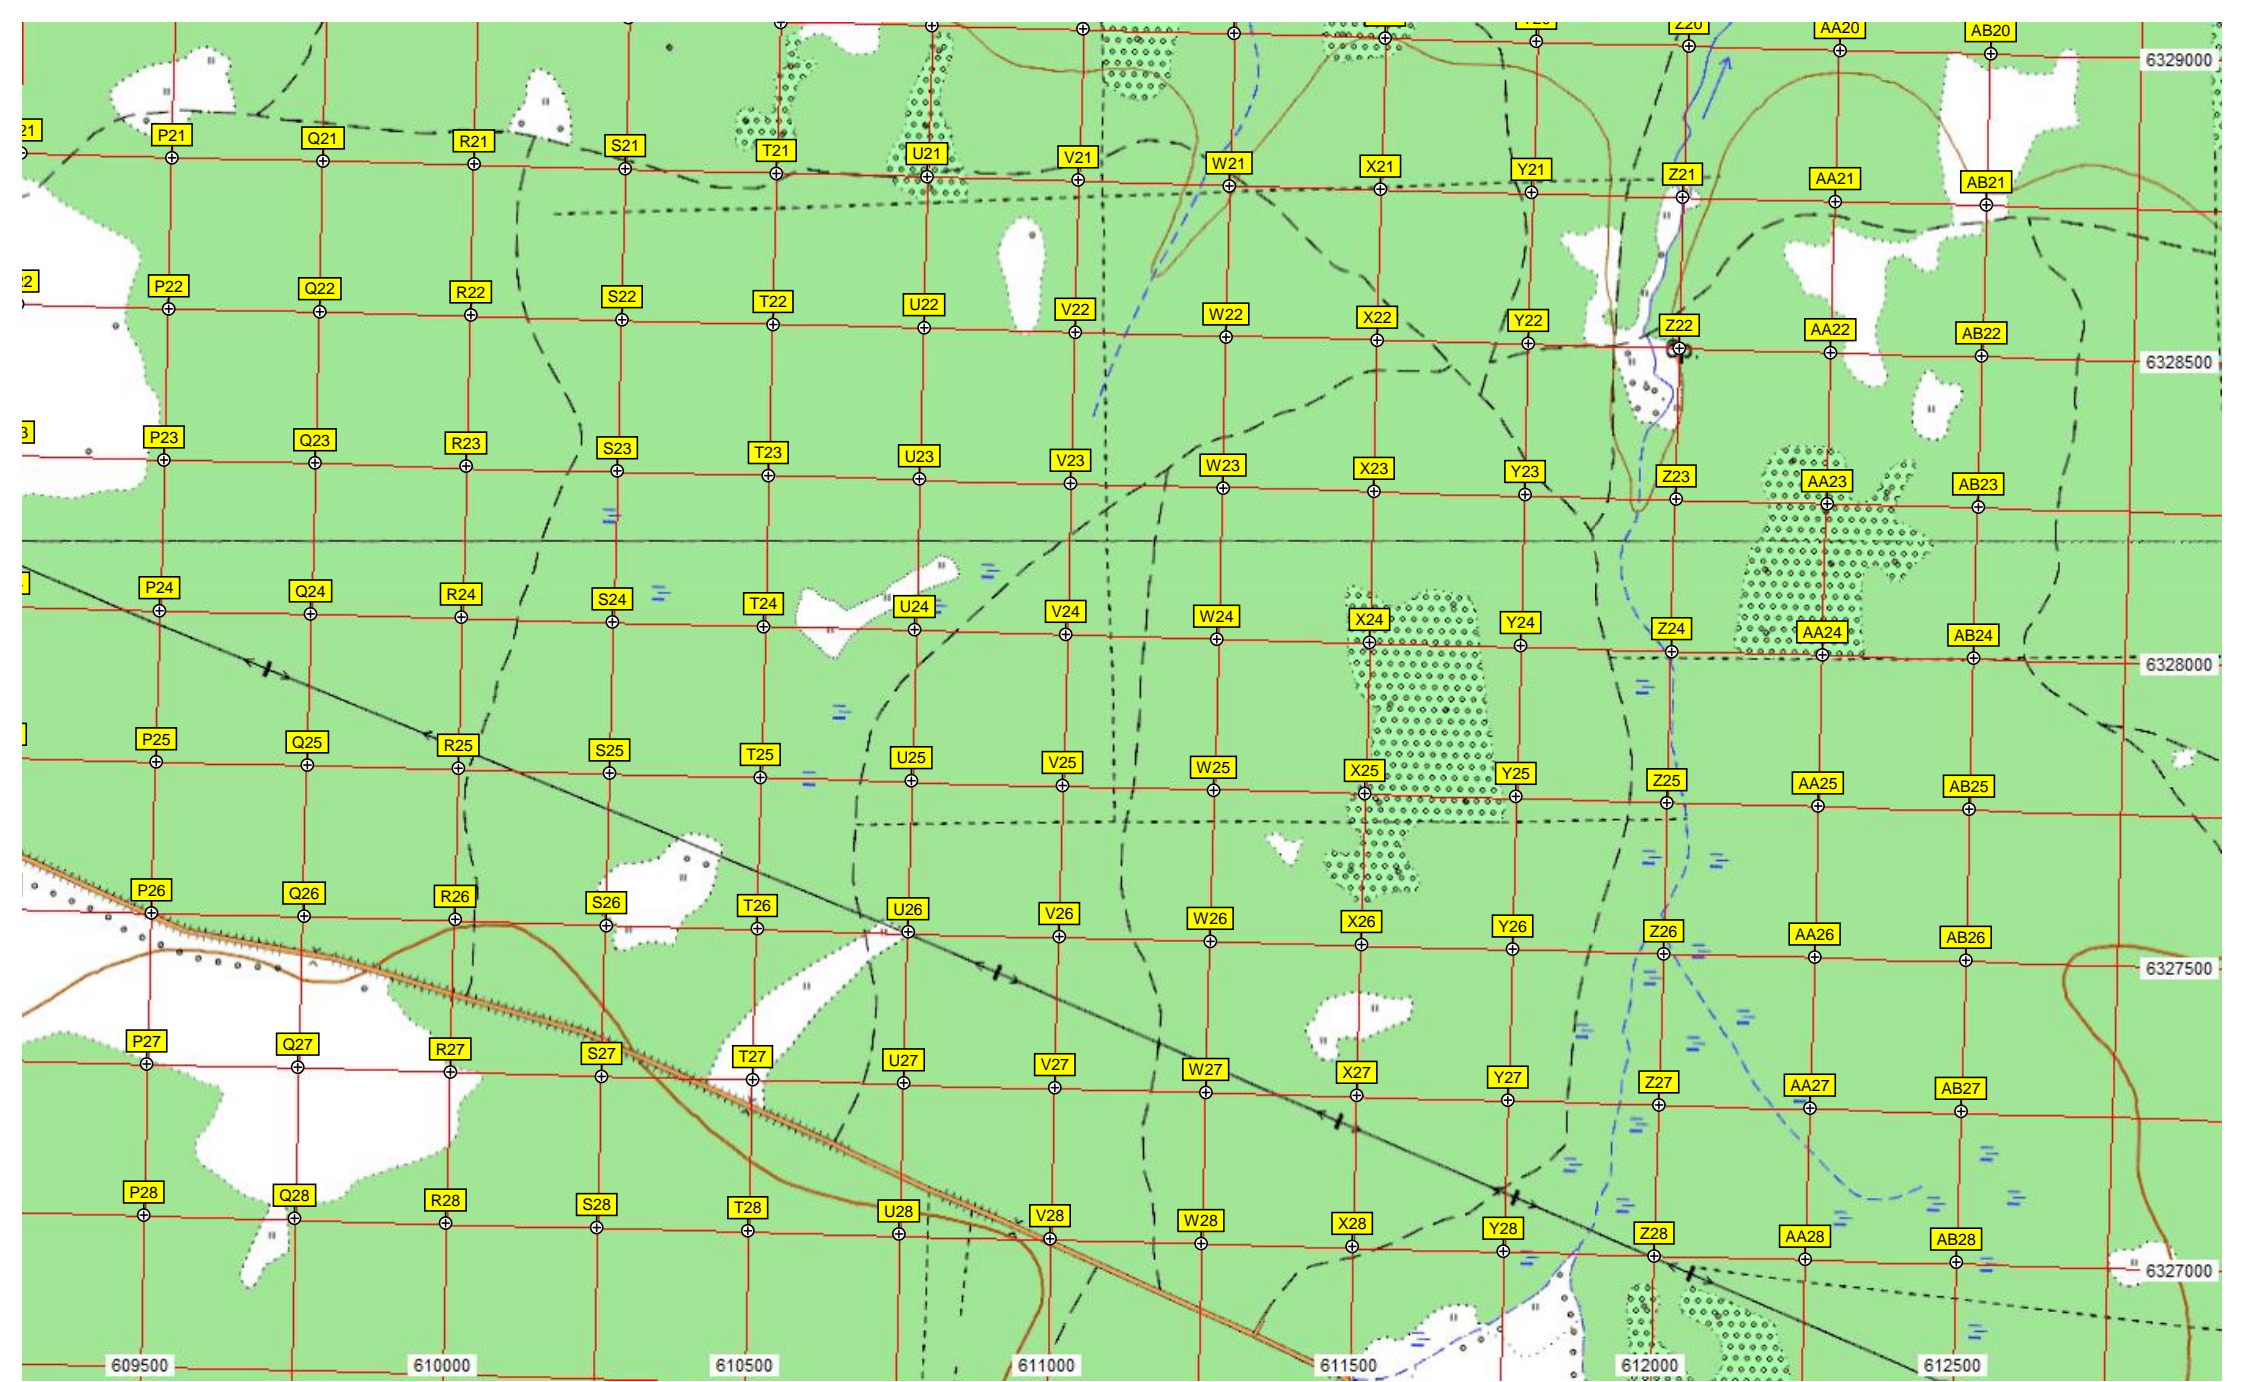 Z20 AA20 AB20
6329000
21 P21 Q21 R21 S21 T21 U21 V21 W21 X21 Y21 Z21 AA21 AB21
P22 Q22 R22 S22 T22 U22 V22 W22 X22 Y22 Z22 AA22 AB22
6328500
P23 Q23 R23 S23 T23 U23 V23 W23 X23 Y23 Z23 AA23 AB23
P24 Q24 R24 S24 T24 U24 V24 W24 X24 Y24 Z24 AA24 AB24
6328000
P25 Q25 R25 S25 T25 U25 V25 W25 X25 Y25 Z25 AA25 AB25
P26 Q26 R26 S26 T26 U26 V26 W26 X26 Y26 Z26 AA26 AB26
6327500
P27 Q27 R27 S27 T27 U27 V27 W27 X27 Y27 Z27 AA27 AB27
P28 Q28 R28 S28 T28 U28 V28 W28 X28 Y28 Z28 AA28 AB28
6327000
609500 610000 610500 611000 611500 612000 612500